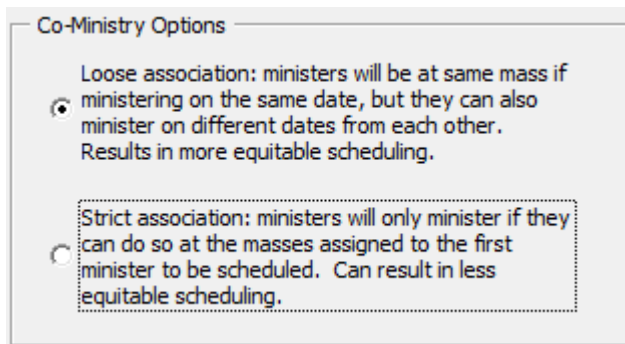 Co-Ministry Options
Loose association: ministers will be at same mass if
ministering on the same date, but they can also
minister on different dates from each other.
Results in more equitable scheduling.
Strict association: ministers will only minister if they
can do so at the masses assigned to the first
minister to be scheduled.  Can result in less
equitable scheduling.